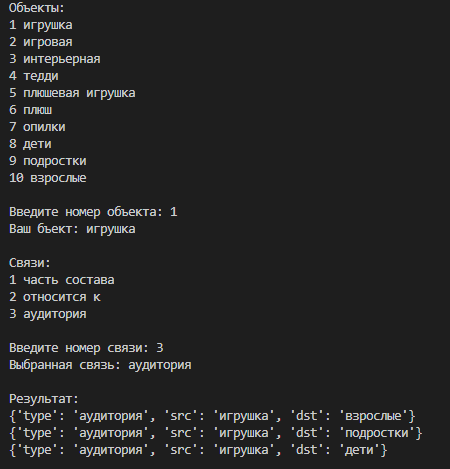 Объекты:
1 игрушка
2 игровая
3 интерьерная
4 тедди
5 плюшевая игрушка
6 плюш
7 опилки
8 дети
9 подростки
10 взрослые
Введите номер объекта: 1
Ваш бъект: игрушка
Связи:
1 часть состава
2 относится к
3 аудитория
Введите номер связи: 3
Выбранная связь: аудитория
Результат:
{'type': 'аудитория', 'src': 'игрушка', 'dst': 'взрослые'}
{'type': 'аудитория', 'src': 'игрушка', 'dst': 'подростки'}
{'type': 'аудитория', 'src': 'игрушка', 'dst': 'дети'}